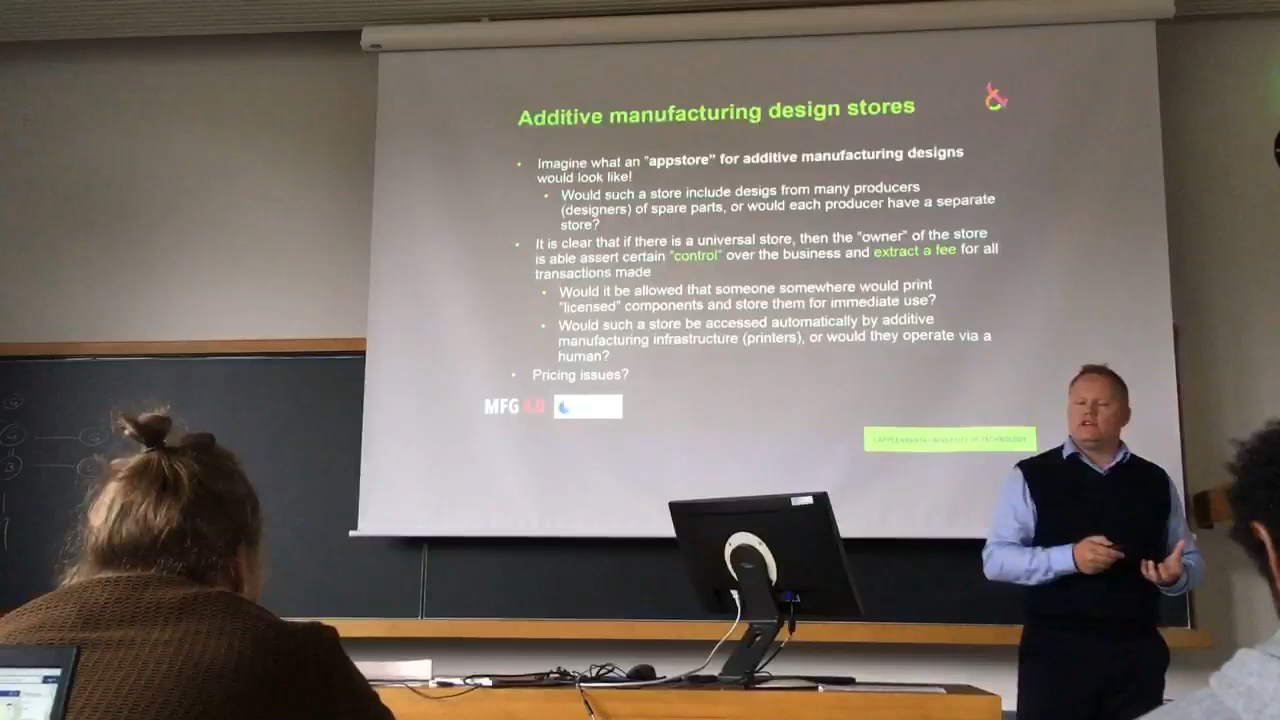 Additive manufacturing design stores
Imagine what an "appstore" for additive manufacturing designs
would look like!
Would such a store include desigs from many producers
(designers) of spare parts, or would each producer have a separate
store?
It is clear that if there is a universal store, then the "owner" of the store
is able assert certain "control" over the business and extract a fee for all
transactions made
Would it be allowed that someone somewhere would print
"licensed" components and store them for immediate use?
Would such a store be accessed automatically by additive
manufacturing infrastructure (printers), or would they operate via a
human?
Pricing issues?
MFG 4.0
LAPPEENRANTA UNIVERSITY OF TECHNOLOGY